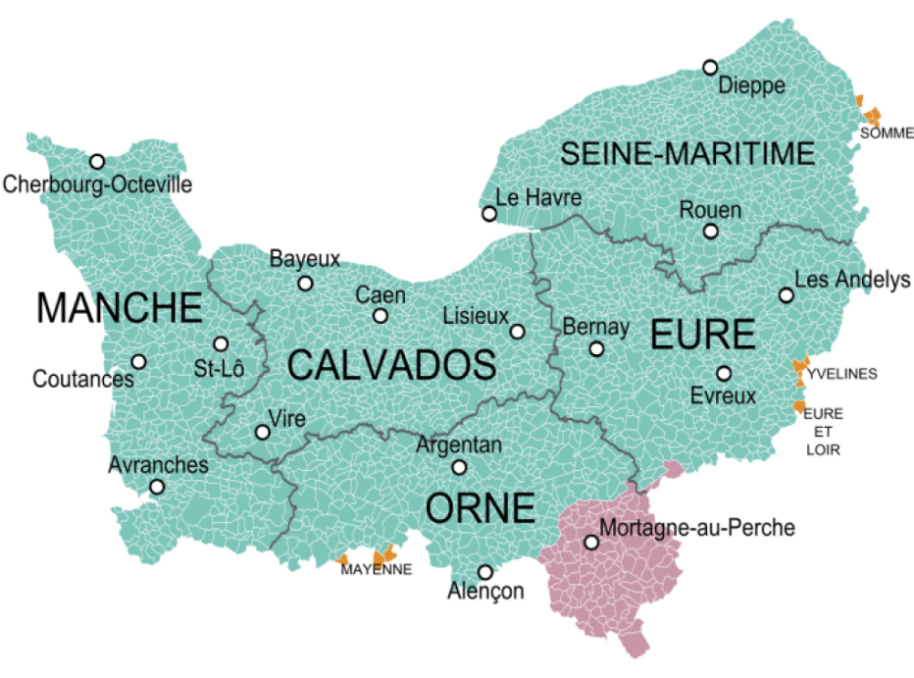 Dieppe
SOMME
SEINE-MARITIME
Cherbourg-Octeville
Le Havre
Rouen
Bayeux
Les Andelys
Caen
MANCHE
Lisieux
Bernay
EURE
St-Lô
CALVADOS
Coutances
YVELINES
Evreux
EURE
ET
LOIR
Vire
Argentan
Avranches
ORNE
Mortagne-au-Perche
MAYENNE
Alençon